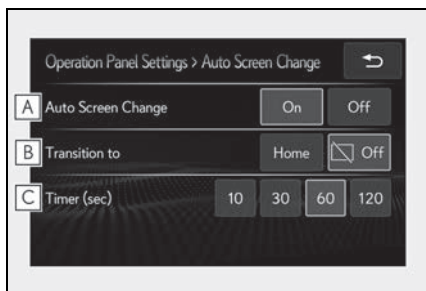 Operation Panel Settings > Auto Screen Change
A Auto Screen Change On Off
B Transition to Home Off
C Timer (sec) 10 30 60 120